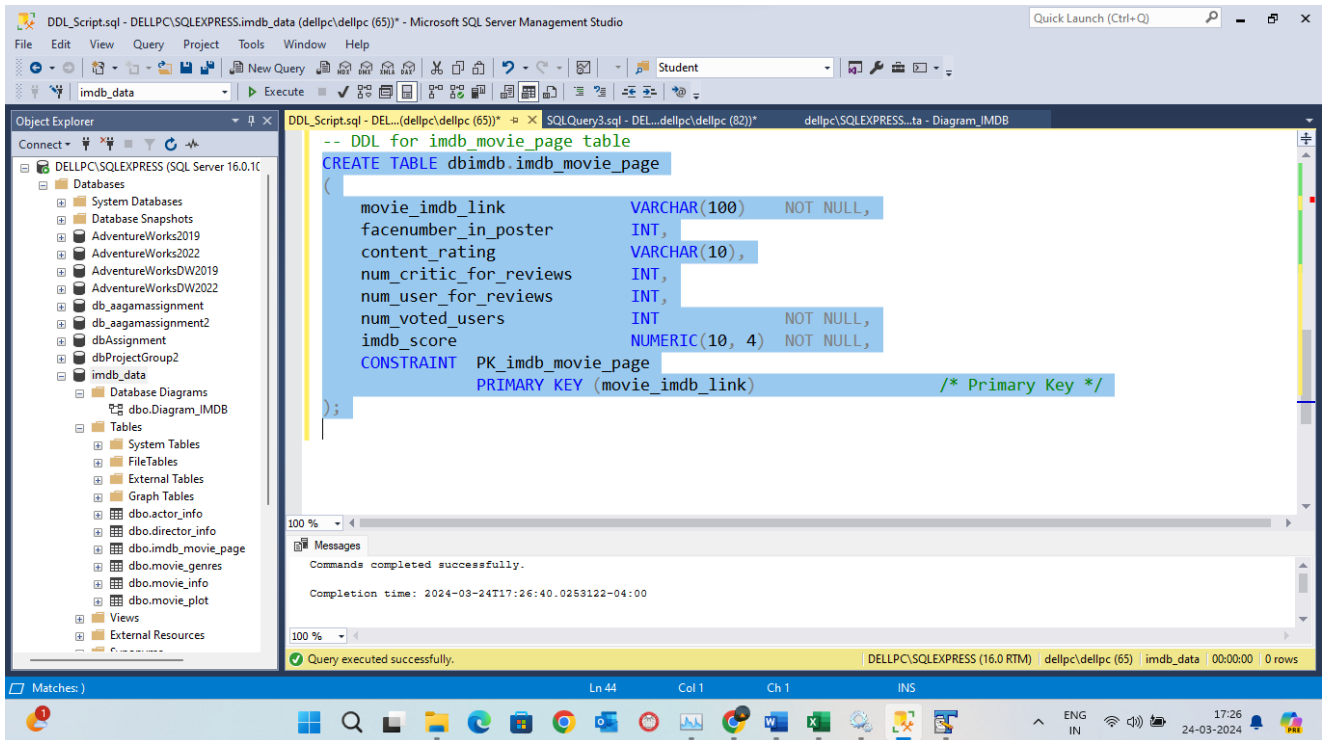 DDL_Script.sql - DELLPC\SQLEXPRESS.imdb_data (dellpc\dellpc (65))* - Microsoft SQL Server Management Studio
Quick Launch (Ctrl+Q)
File Edit View Query Project Tools Window Help
New Query
Student
imdb_data
Execute
Object Explorer
Connect
DELLPC\SQLEXPRESS (SQL Server 16.0.10
Databases
System Databases
Database Snapshots
AdventureWorks2019
AdventureWorks2022
AdventureWorksDW2019
AdventureWorksDW2022
db_aagamassignment
db_aagamassignment2
dbAssignment
dbProjectGroup2
imdb_data
Database Diagrams
dbo.Diagram_IMDB
Tables
System Tables
FileTables
External Tables
Graph Tables
dbo.actor_info
dbo.director_info
dbo.imdb_movie_page
dbo.movie_genres
dbo.movie_info
dbo.movie_plot
Views
External Resources
DDL_Script.sql - DEL...(dellpc\dellpc (65))* SQLQuery3.sql - DEL...dellpc\dellpc (82))* dellpc\SQLEXPRESS...ta - Diagram_IMDB
-- DDL for imdb_movie_page table
CREATE TABLE dbimdb.imdb_movie_page
(
movie_imdb_link VARCHAR(100) NOT NULL,
facenumber_in_poster INT,
content_rating VARCHAR(10),
num_critic_for_reviews INT,
num_user_for_reviews INT,
num_voted_users INT NOT NULL,
imdb_score NUMERIC(10, 4) NOT NULL,
CONSTRAINT PK_imdb_movie_page
PRIMARY KEY (movie_imdb_link) /* Primary Key */
);
100 %
Messages
Commands completed successfully.
Completion time: 2024-03-24T17:26:40.0253122-04:00
100 %
Query executed successfully. DELLPC\SQLEXPRESS (16.0 RTM) dellpc\dellpc (65) imdb_data 00:00:00 0 rows
Matches: ) Ln 44 Col 1 Ch 1 INS
1
ENG
IN
17:26
24-03-2024
PRE